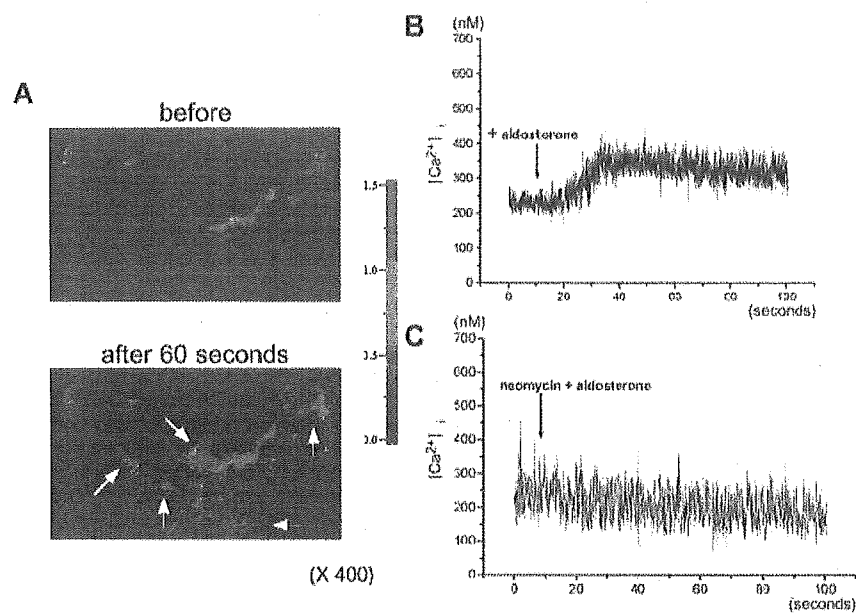 A
before
1.5
1.0
0.5
0.0
after 60 seconds
(X 400)
B
(nM)
700
600
500
400
300
200
100
0
[Ca²⁺] i
+ aldosterone
0 20 40 60 80 100
(seconds)
C
(nM)
700
600
500
400
300
200
100
0
[Ca²⁺] i
neomycin + aldosterone
0 20 40 60 80 100
(seconds)